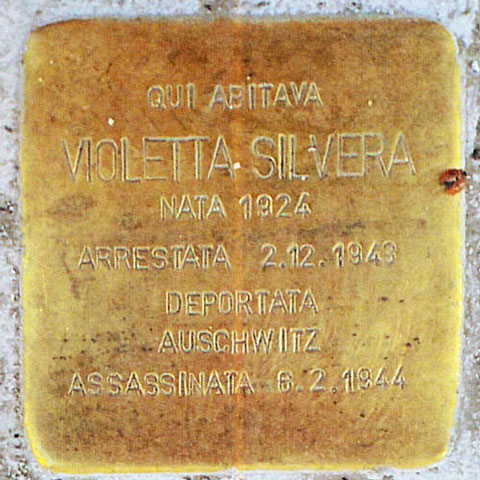 QUI ABITAVA
VIOLETTA SILVERA
NATA 1924
ARRESTATA 2.12.1943
DEPORTATA
AUSCHWITZ
ASSASSINATA 6.2.1944